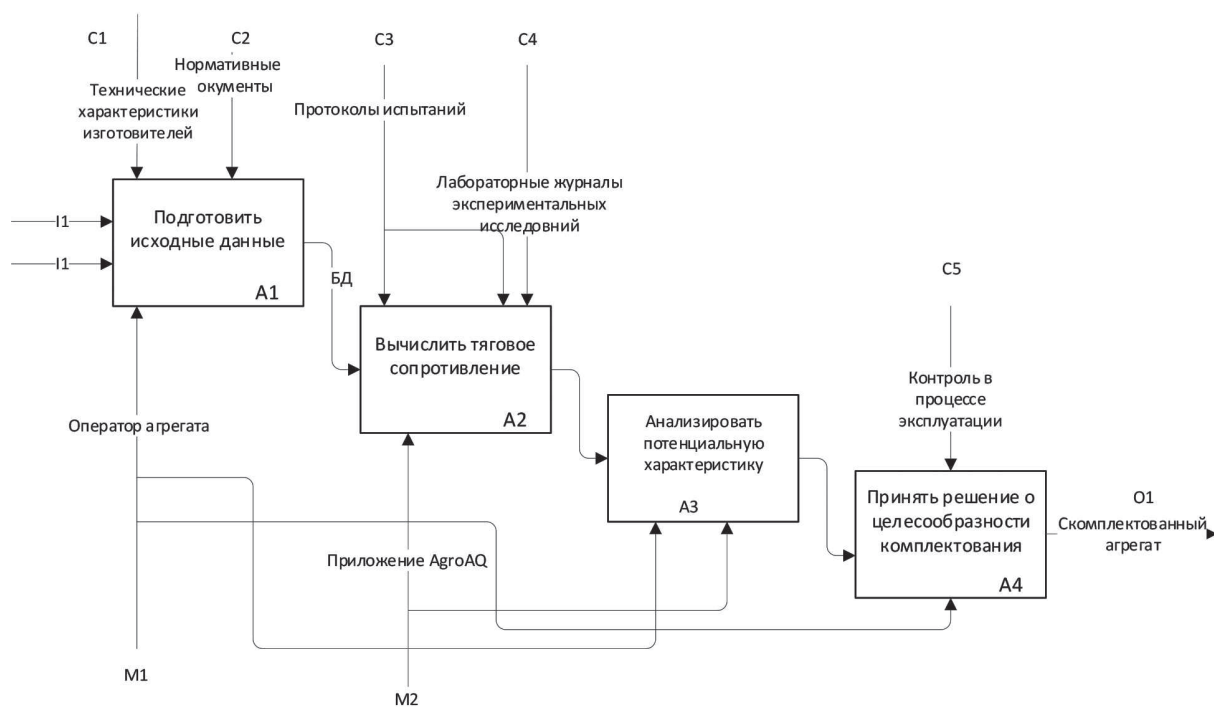 C1
C2
C3
C4
Нормативные
окументы
Технические
характеристики
изготовителей
Протоколы испытаний
Лабораторные журналы
экспериментальных
исследовний
I1
I1
Подготовить
исходные данные
A1
БД
C5
Вычислить тяговое
сопротивление
A2
Контроль в
процессе
эксплуатации
Оператор агрегата
Анализировать
потенциальную
характеристику
A3
Принять решение о
целесообразности
комплектования
A4
O1
Скомплектованный
агрегат
Приложение AgroAQ
M1
M2